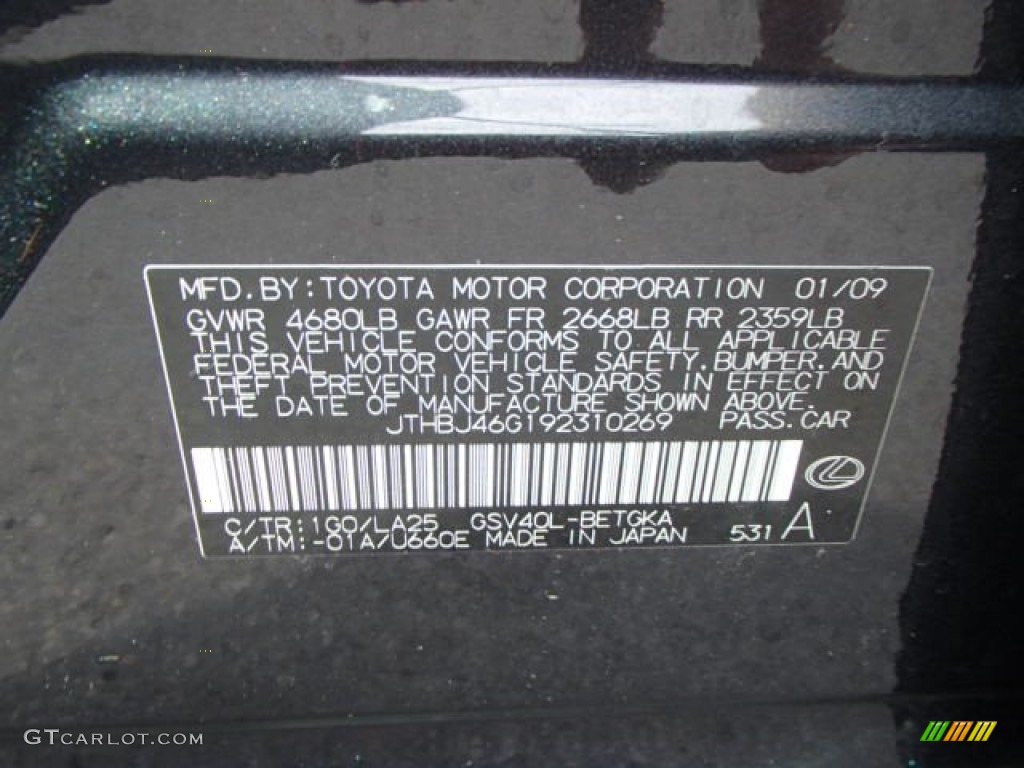 MFD.BY:TOYOTA MOTOR CORPORATION 01/09
GVWR 4680LB GAWR FR 2668LB RR 2359LB
THIS VEHICLE CONFORMS TO ALL APPLICABLE
FEDERAL MOTOR VEHICLE SAFETY,BUMPER,AND
THEFT PREVENTION STANDARDS IN EFFECT ON
THE DATE OF MANUFACTURE SHOWN ABOVE.
JTHBJ46G192310269 PASS.CAR
C/TR:1G0/LA25 GSV40L-BETGKA
A/TM:-01A/U660E MADE IN JAPAN 531 A
GTCARLOT.COM